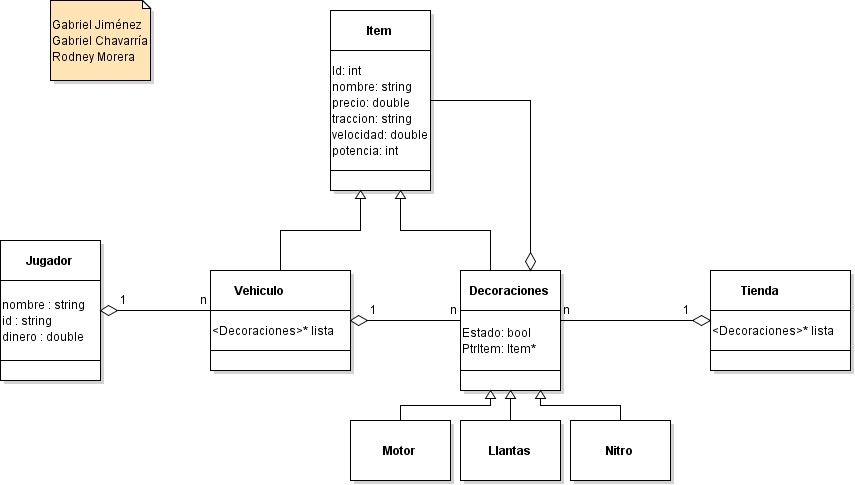 Gabriel Jiménez
Gabriel Chavarría
Rodney Morera
Item
Id: int
nombre: string
precio: double
traccion: string
velocidad: double
potencia: int
Jugador
nombre : string
id : string
dinero : double
1
n
Vehiculo
<Decoraciones>* lista
1
n
Decoraciones
Estado: bool
PtrItem: Item*
n
1
Tienda
<Decoraciones>* lista
Motor
Llantas
Nitro